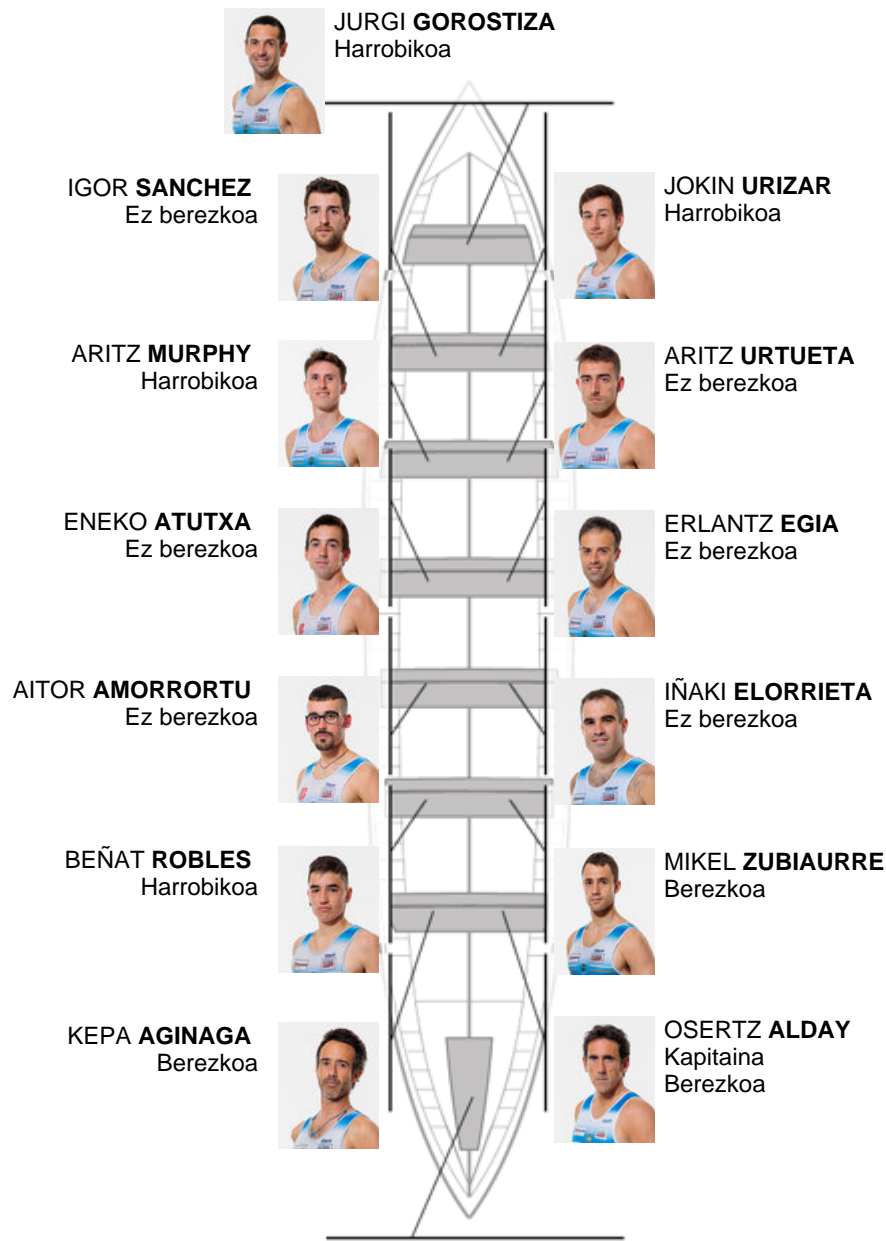 JURGI GOROSTIZA
Harrobikoa
IGOR SANCHEZ
Ez berezkoa
JOKIN URIZAR
Harrobikoa
ARITZ MURPHY
Harrobikoa
ARITZ URTUETA
Ez berezkoa
ENEKO ATUTXA
Ez berezkoa
ERLANTZ EGIA
Ez berezkoa
AITOR AMORRORTU
Ez berezkoa
IÑAKI ELORRIETA
Ez berezkoa
BEÑAT ROBLES
Harrobikoa
MIKEL ZUBIAURRE
Berezkoa
KEPA AGINAGA
Berezkoa
OSERTZ ALDAY
Kapitaina
Berezkoa